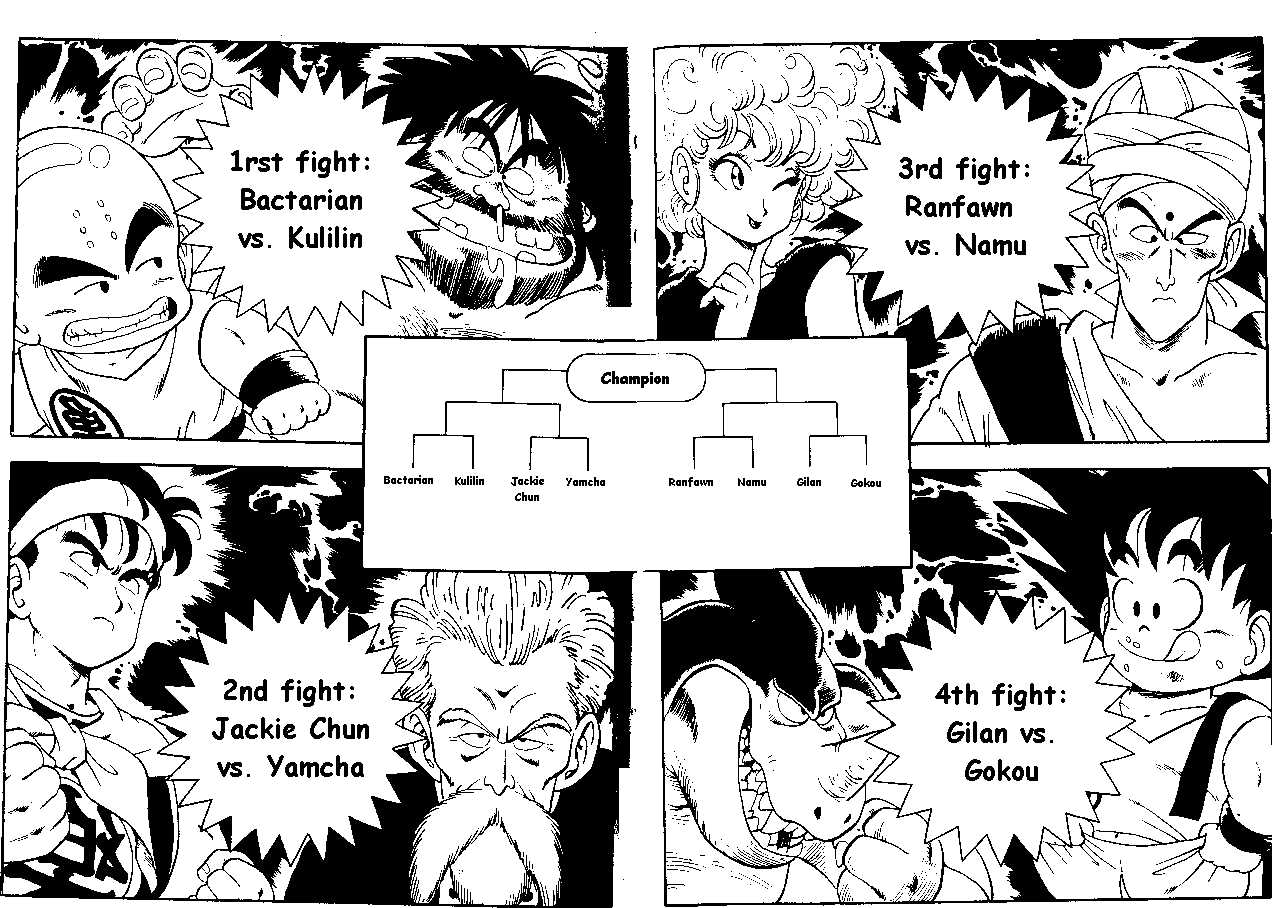 1rst fight:
Bactarian
vs. Kulilin
3rd fight:
Ranfawn
vs. Namu
Champion
Bactarian
Kulilin
Jackie
Chun
Yamcha
Ranfawn
Namu
Gilan
Gokou
2nd fight:
Jackie Chun
vs. Yamcha
4th fight:
Gilan vs.
Gokou